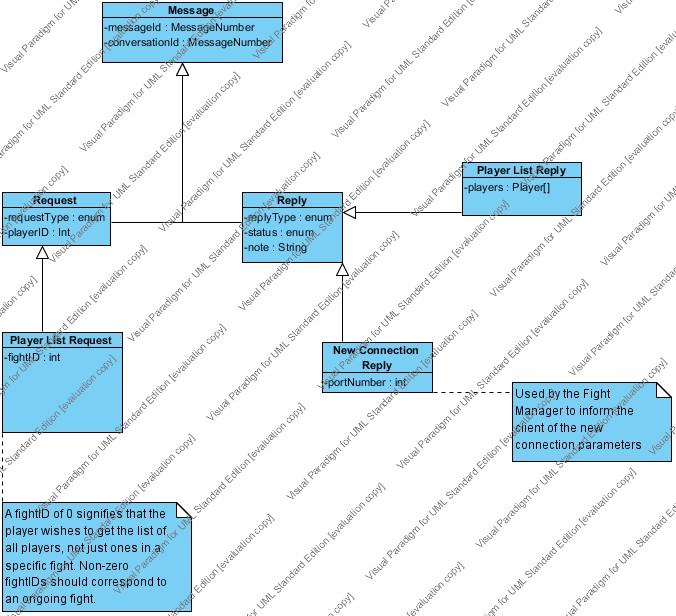 Message
-messageId : MessageNumber
-conversationId : MessageNumber
Player List Reply
-players : Player[]
Request
-requestType : enum
-playerID : Int
Reply
-replyType : enum
-status : enum
-note : String
Player List Request
-fightID : int
New Connection
Reply
-portNumber : int
Used by the Fight
Manager to inform the
client of the new
connection parameters
A fightID of 0 signifies that the
player wishes to get the list of
all players, not just ones in a
specific fight. Non-zero
fightIDs should correspond to
an ongoing fight.
Visual Paradigm for UML Standard Edition [evaluation copy]